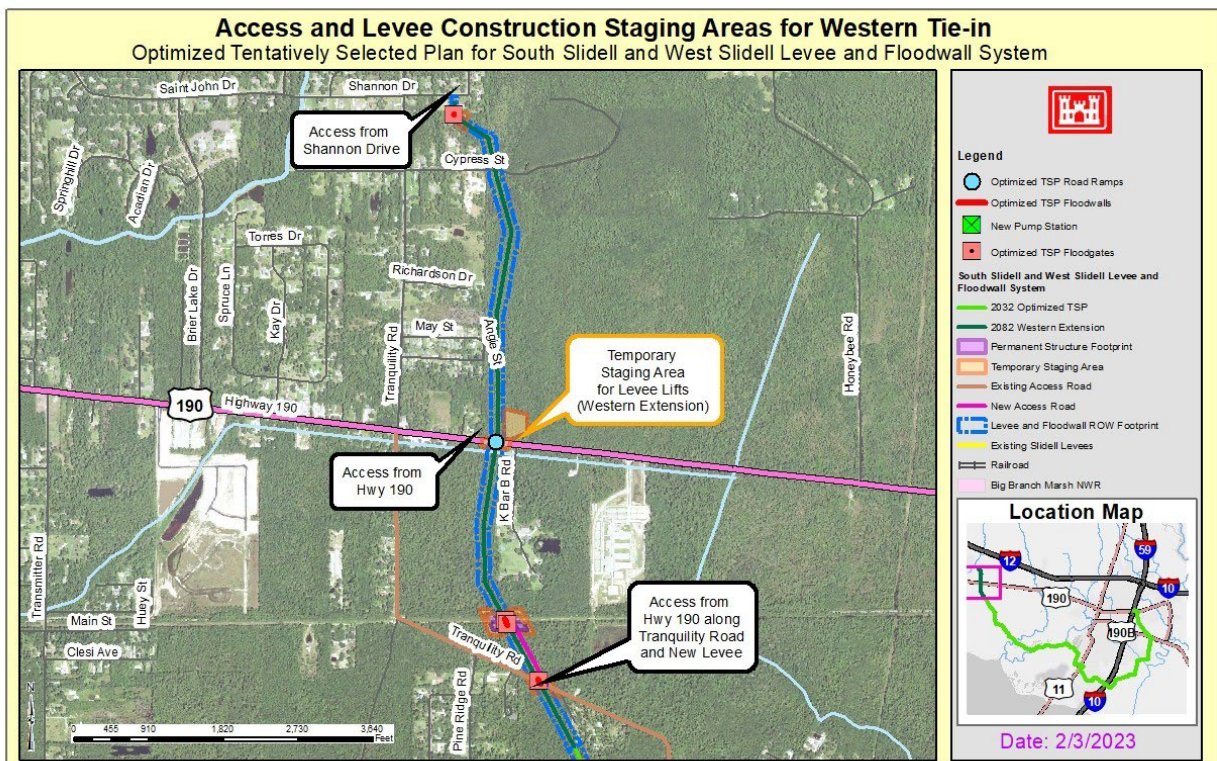 Access and Levee Construction Staging Areas for Western Tie-in
Optimized Tentatively Selected Plan for South Slidell and West Slidell Levee and Floodwall System
Saint John Dr
Shannon Dr
Access from
Shannon Drive
Cypress St
Springhill Dr
Acadian Dr
Torres Dr
Brier Lake Dr
Spruce Ln
Kay Dr
Richardson Dr
May St
Tranquility Rd
Angie St
Honeybee Rd
Temporary
Staging Area
for Levee Lifts
(Western Extension)
190
Highway 190
Access from
Hwy 190
K Bar B Rd
Transmitter Rd
Huey St
Main St
Clesi Ave
Tranquility Rd
Pine Ridge Rd
Access from
Hwy 190 along
Tranquility Road
and New Levee
N
0 455 910 1,820 2,730 3,640
Feet
Legend
Optimized TSP Road Ramps
Optimized TSP Floodwalls
New Pump Station
Optimized TSP Floodgates
South Slidell and West Slidell Levee and
Floodwall System
2032 Optimized TSP
2082 Western Extension
Permanent Structure Footprint
Temporary Staging Area
Existing Access Road
New Access Road
Levee and Floodwall ROW Footprint
Existing Slidell Levees
Railroad
Big Branch Marsh NWR
Location Map
12
59
10
190
190B
11
10
Date: 2/3/2023